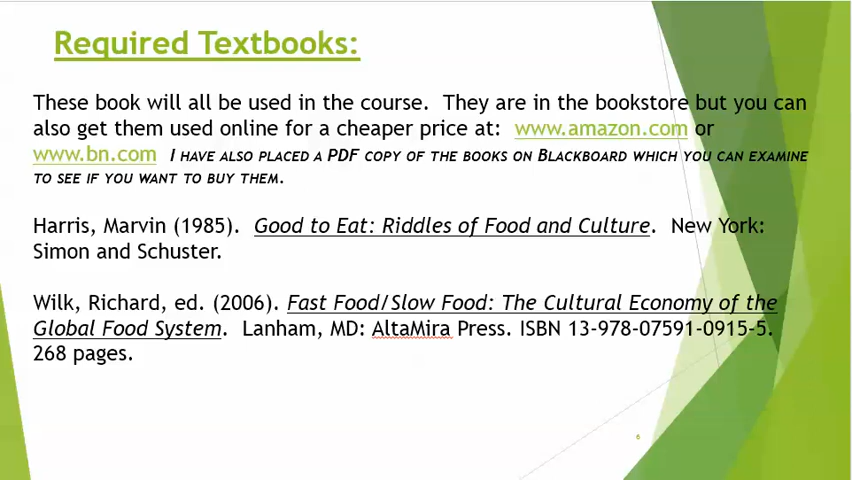 Required Textbooks:
These book will all be used in the course. They are in the bookstore but you can
also get them used online for a cheaper price at: www.amazon.com or
www.bn.com I HAVE ALSO PLACED A PDF COPY OF THE BOOKS ON BLACKBOARD WHICH YOU CAN EXAMINE
TO SEE IF YOU WANT TO BUY THEM.
Harris, Marvin (1985). Good to Eat: Riddles of Food and Culture. New York:
Simon and Schuster.
Wilk, Richard, ed. (2006). Fast Food/Slow Food: The Cultural Economy of the
Global Food System. Lanham, MD: AltaMira Press. ISBN 13-978-07591-0915-5.
268 pages.
6